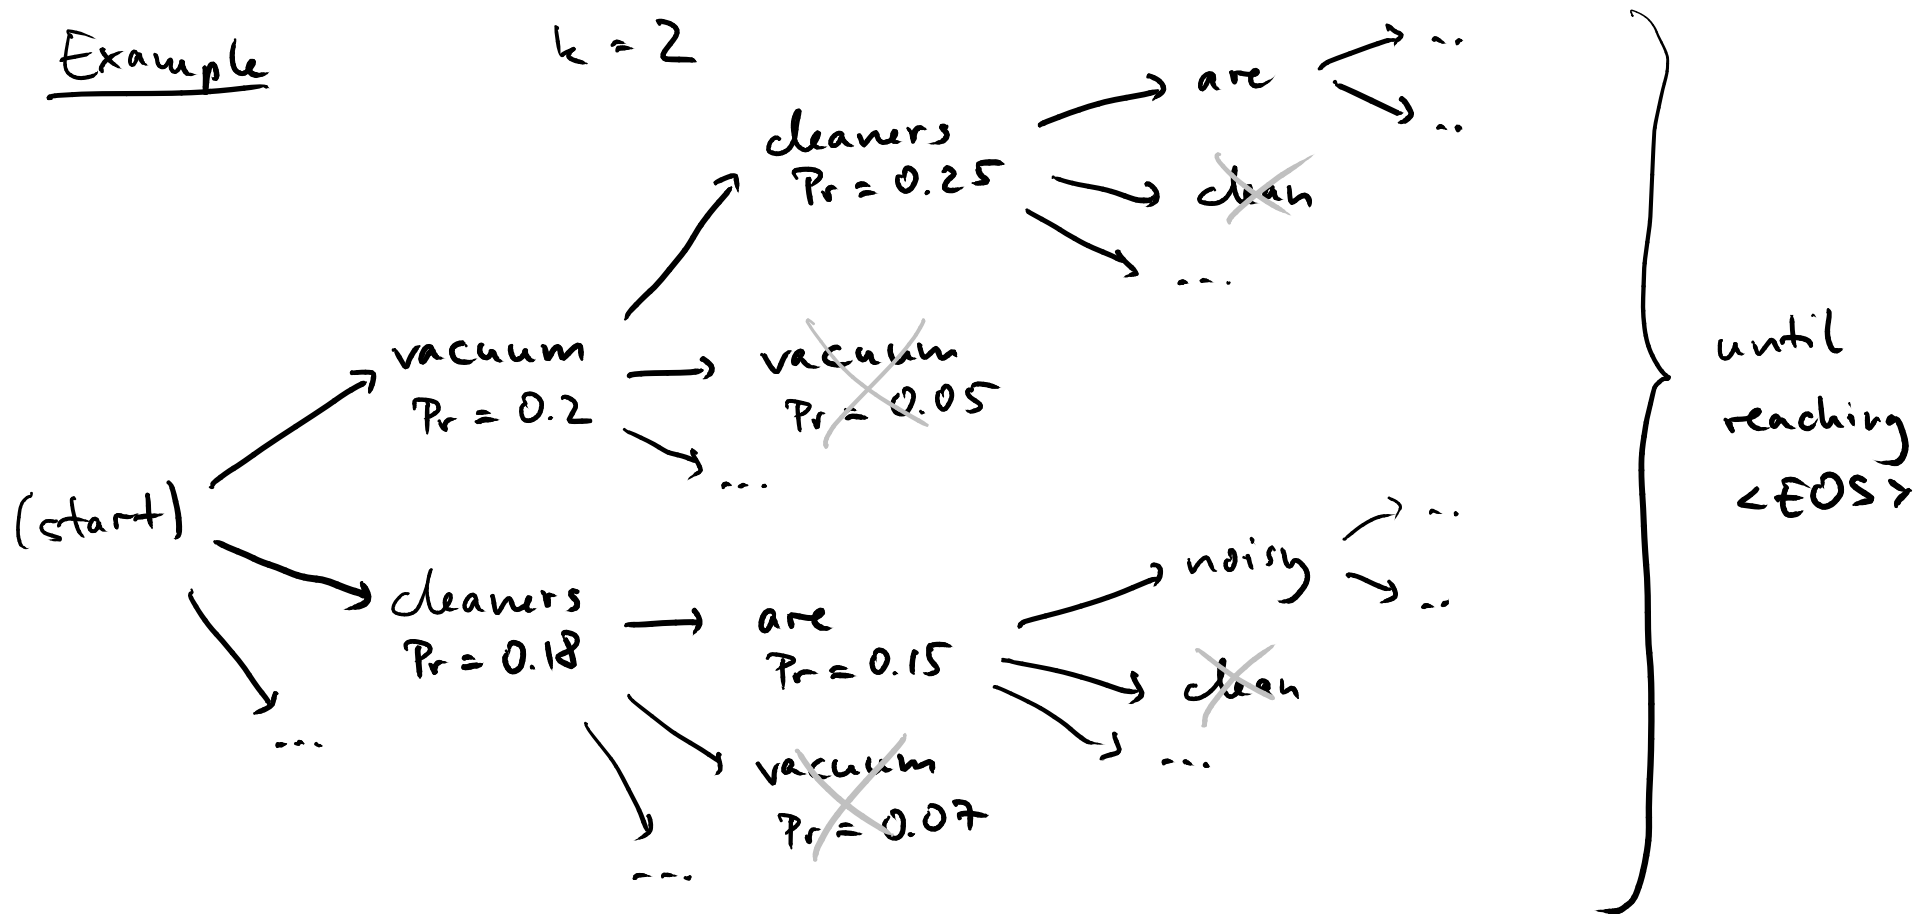 Example
k = 2
(start)
...
vacuum
Pr = 0.2
cleaners
Pr = 0.18
cleaners
Pr = 0.25
vacuum
Pr = 0.05
...
are
Pr = 0.15
vacuum
Pr = 0.07
...
are
clean
...
noisy
clean
...
..
..
..
..
until
reaching
<EOS>